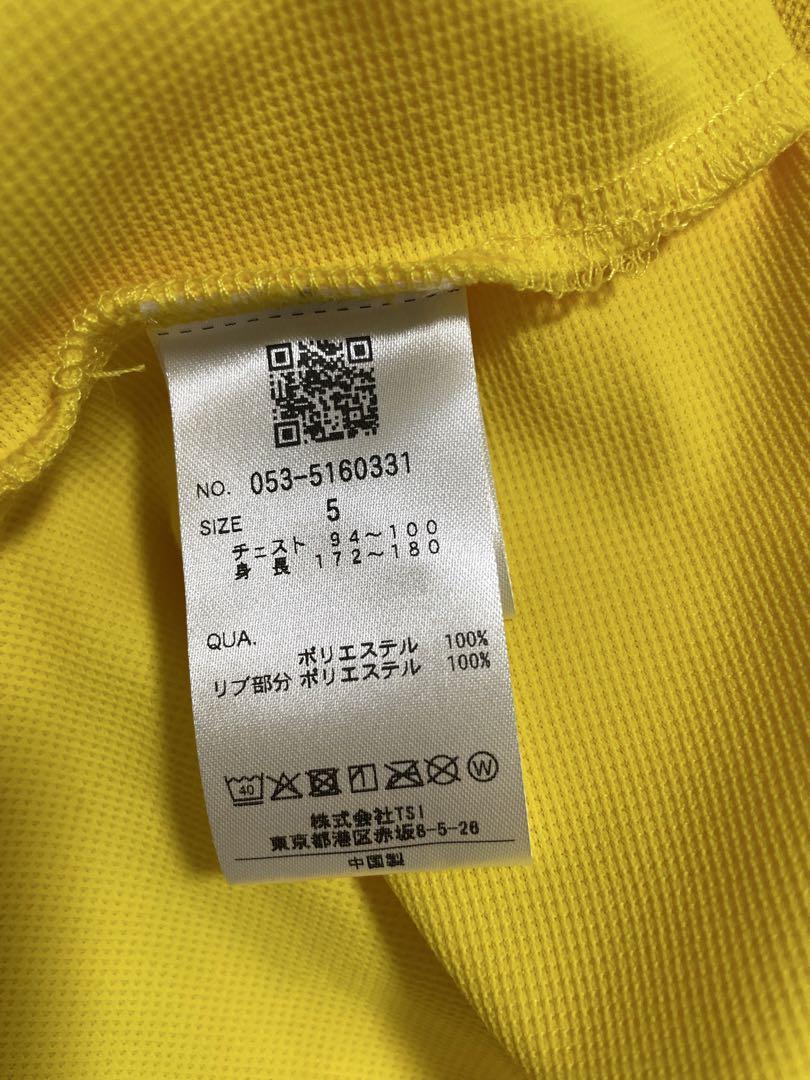 NO. 053-5160331
SIZE 5
チェスト 94～100
身長 172～180
QUA.
ポリエステル 100%
リブ部分 ポリエステル 100%
40 W
株式会社TSI
東京都港区赤坂8-5-28
中国製